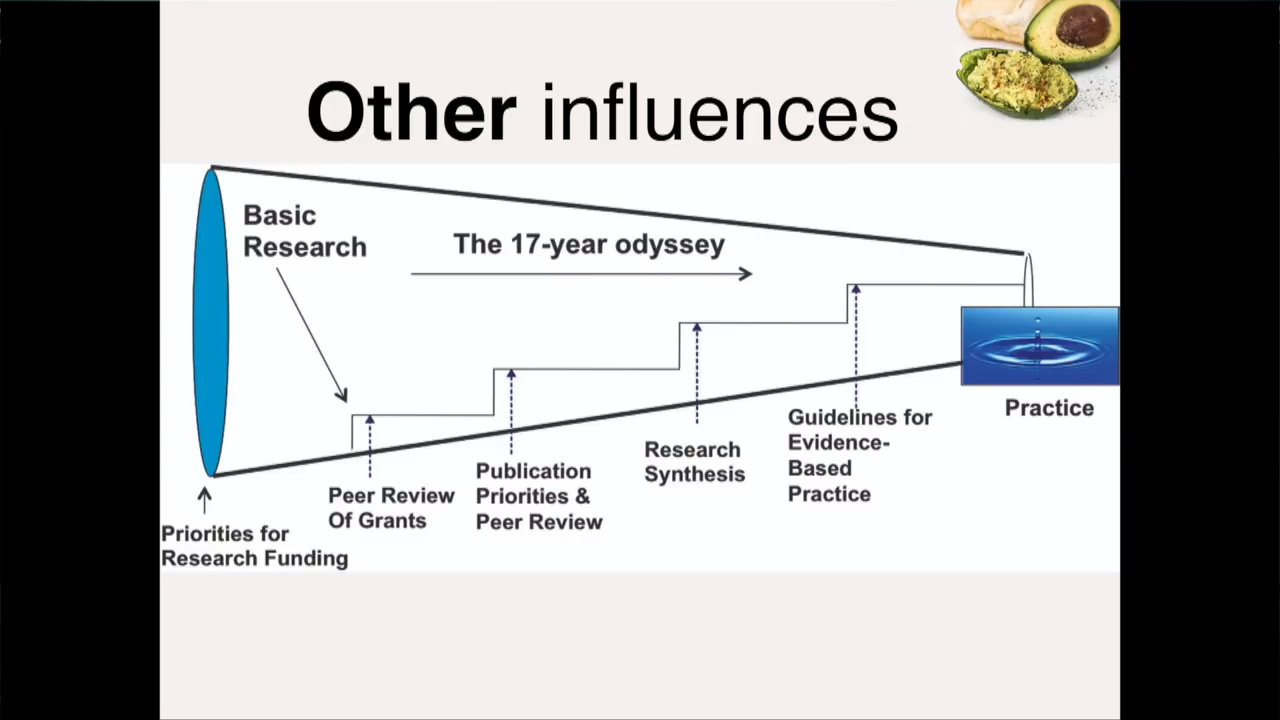 Other influences
Basic
Research
The 17-year odyssey
Practice
Guidelines for
Evidence-
Based
Practice
Research
Synthesis
Publication
Priorities &
Peer Review
Peer Review
Of Grants
Priorities for
Research Funding